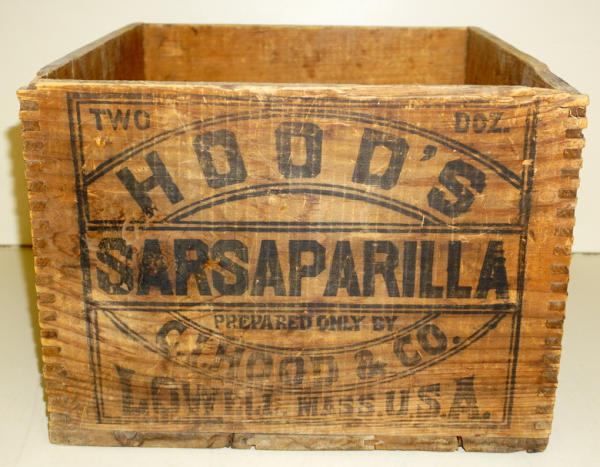 TWO DOZ.
HOOD'S
SARSAPARILLA
PREPARED ONLY BY
C.I. HOOD & CO.
LOWELL, MASS. U.S.A.